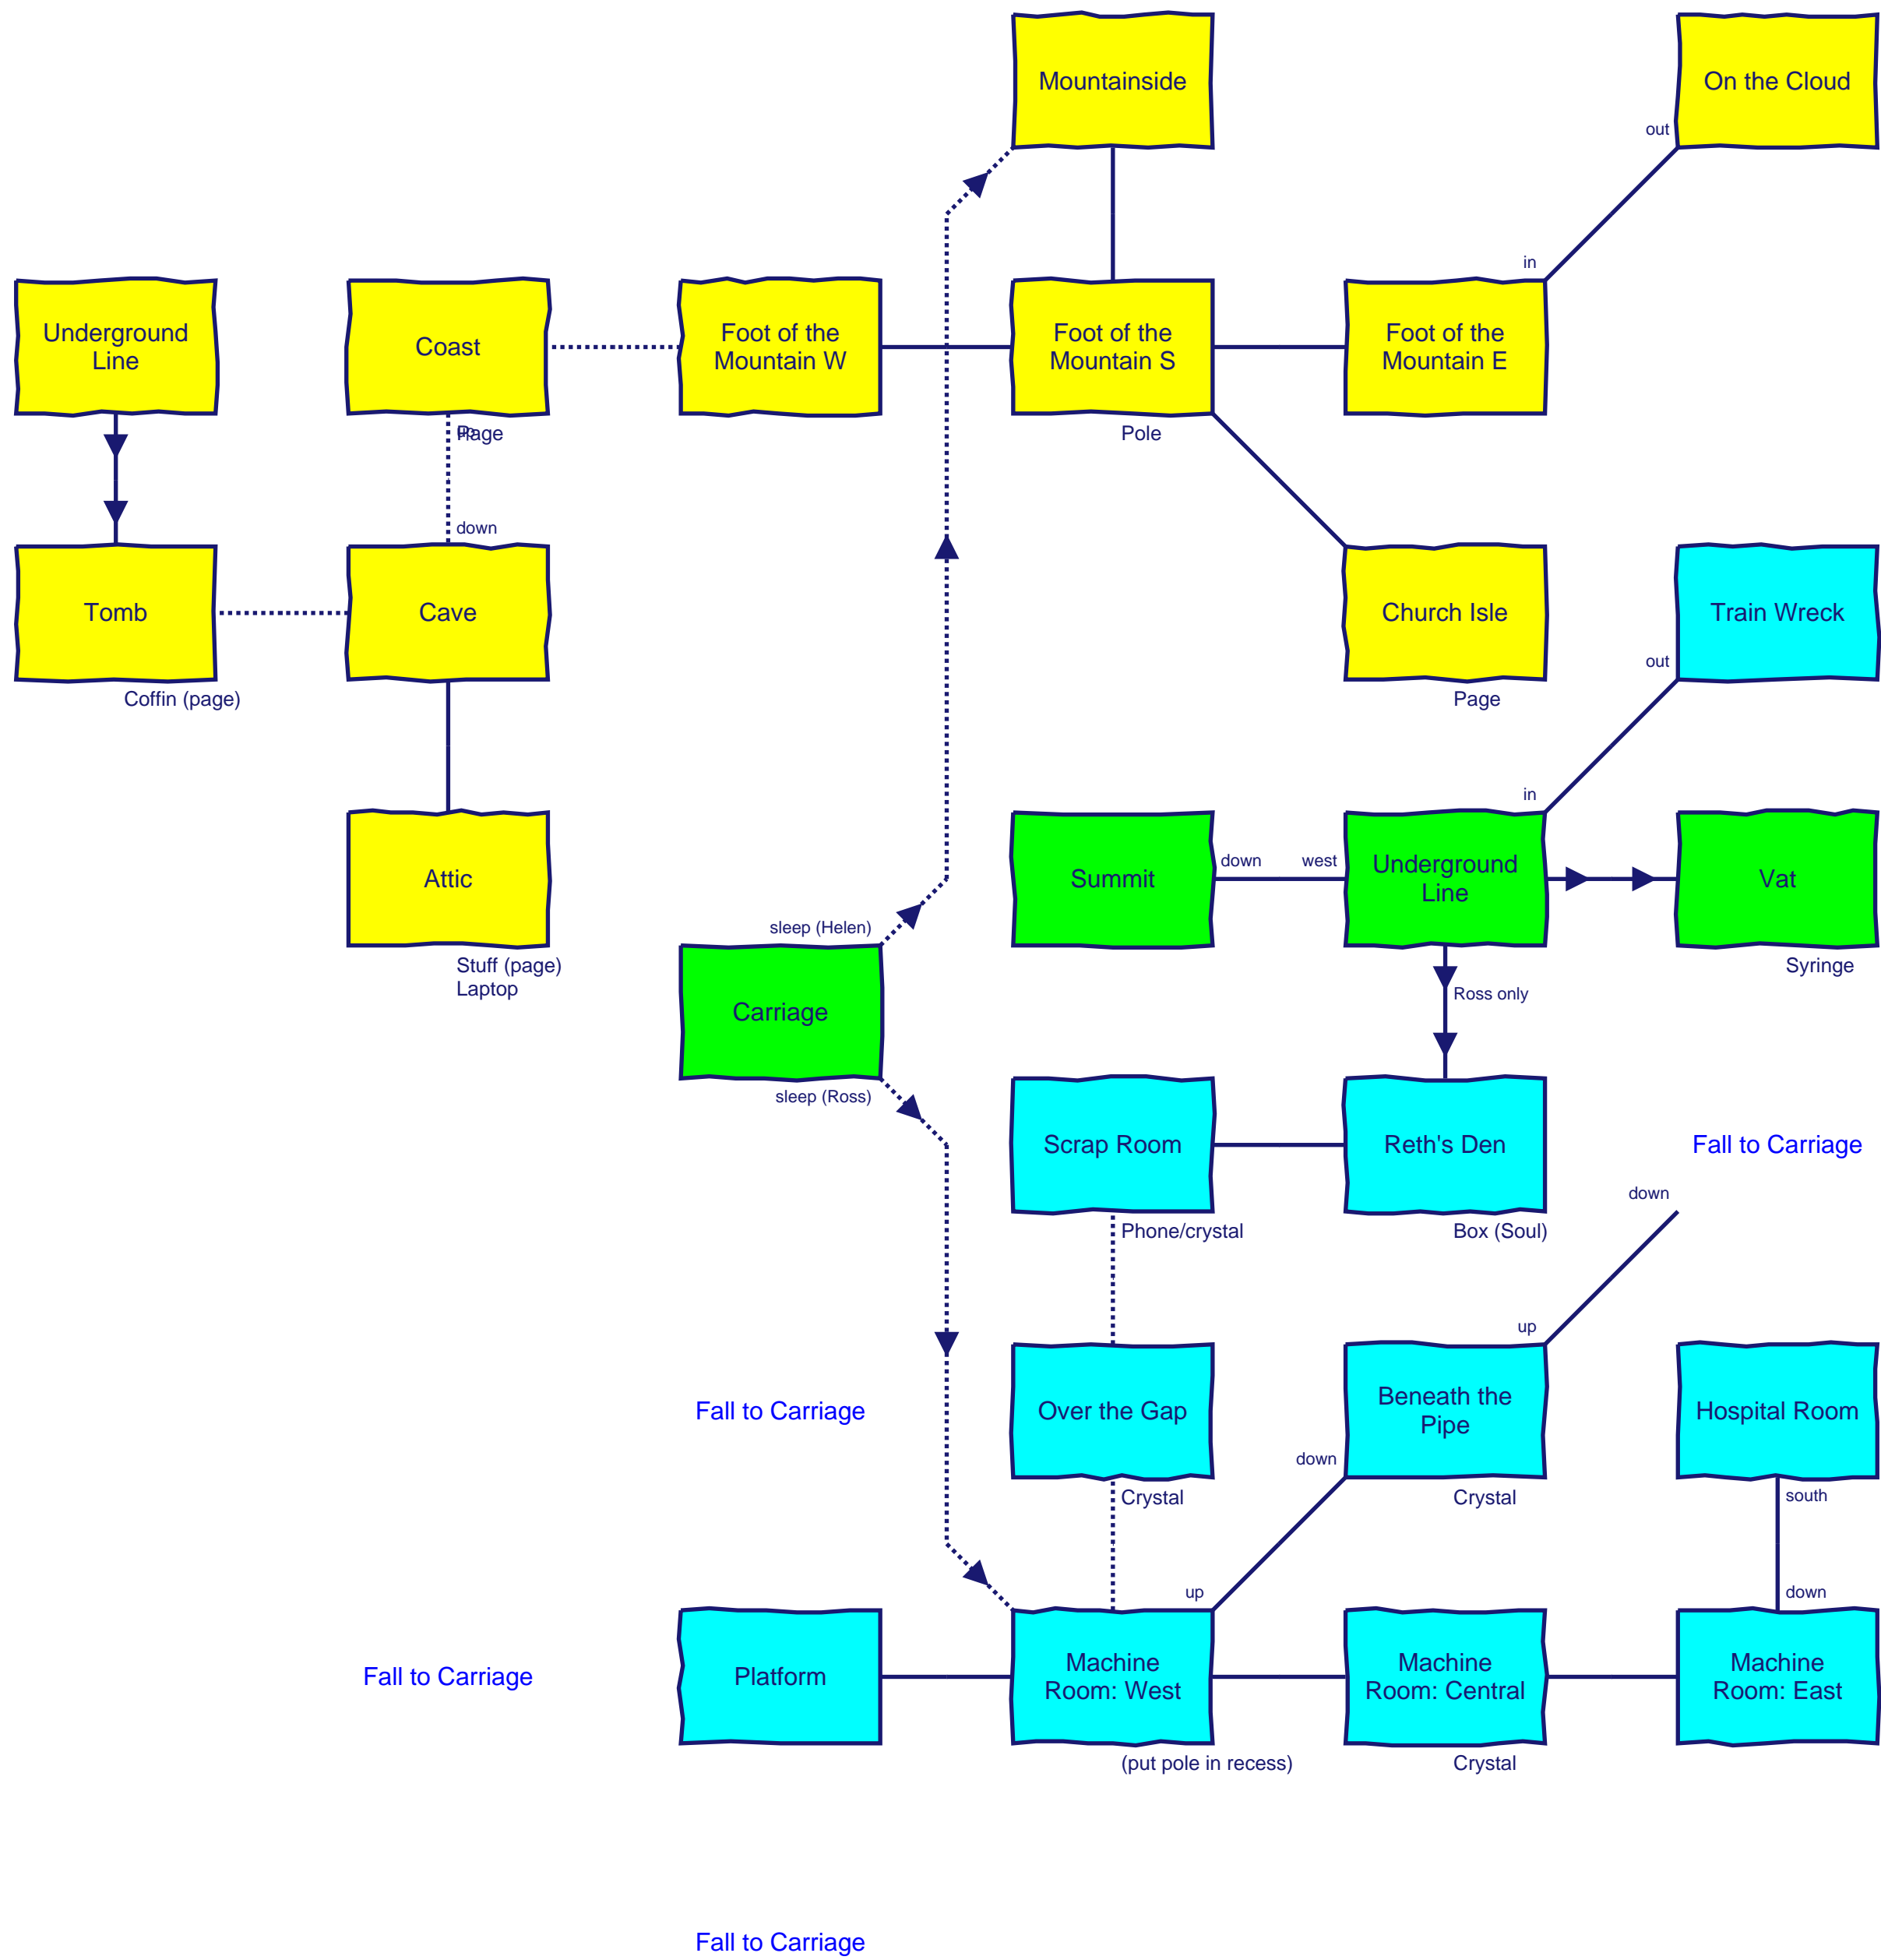 Mountainside
On the Cloud
out
in
Underground
Line
Coast
Foot of the
Mountain W
Foot of the
Mountain S
Foot of the
Mountain E
up
Page
Pole
down
Tomb
Cave
Church Isle
Train Wreck
out
Coffin (page)
Page
in
Attic
Summit
down
west
Underground
Line
Vat
sleep (Helen)
Stuff (page)
Laptop
Syringe
Ross only
Carriage
sleep (Ross)
Scrap Room
Reth's Den
Fall to Carriage
down
Phone/crystal
Box (Soul)
up
Fall to Carriage
Over the Gap
Beneath the
Pipe
Hospital Room
down
Crystal
Crystal
south
up
down
Fall to Carriage
Platform
Machine
Room: West
Machine
Room: Central
Machine
Room: East
(put pole in recess)
Crystal
Fall to Carriage